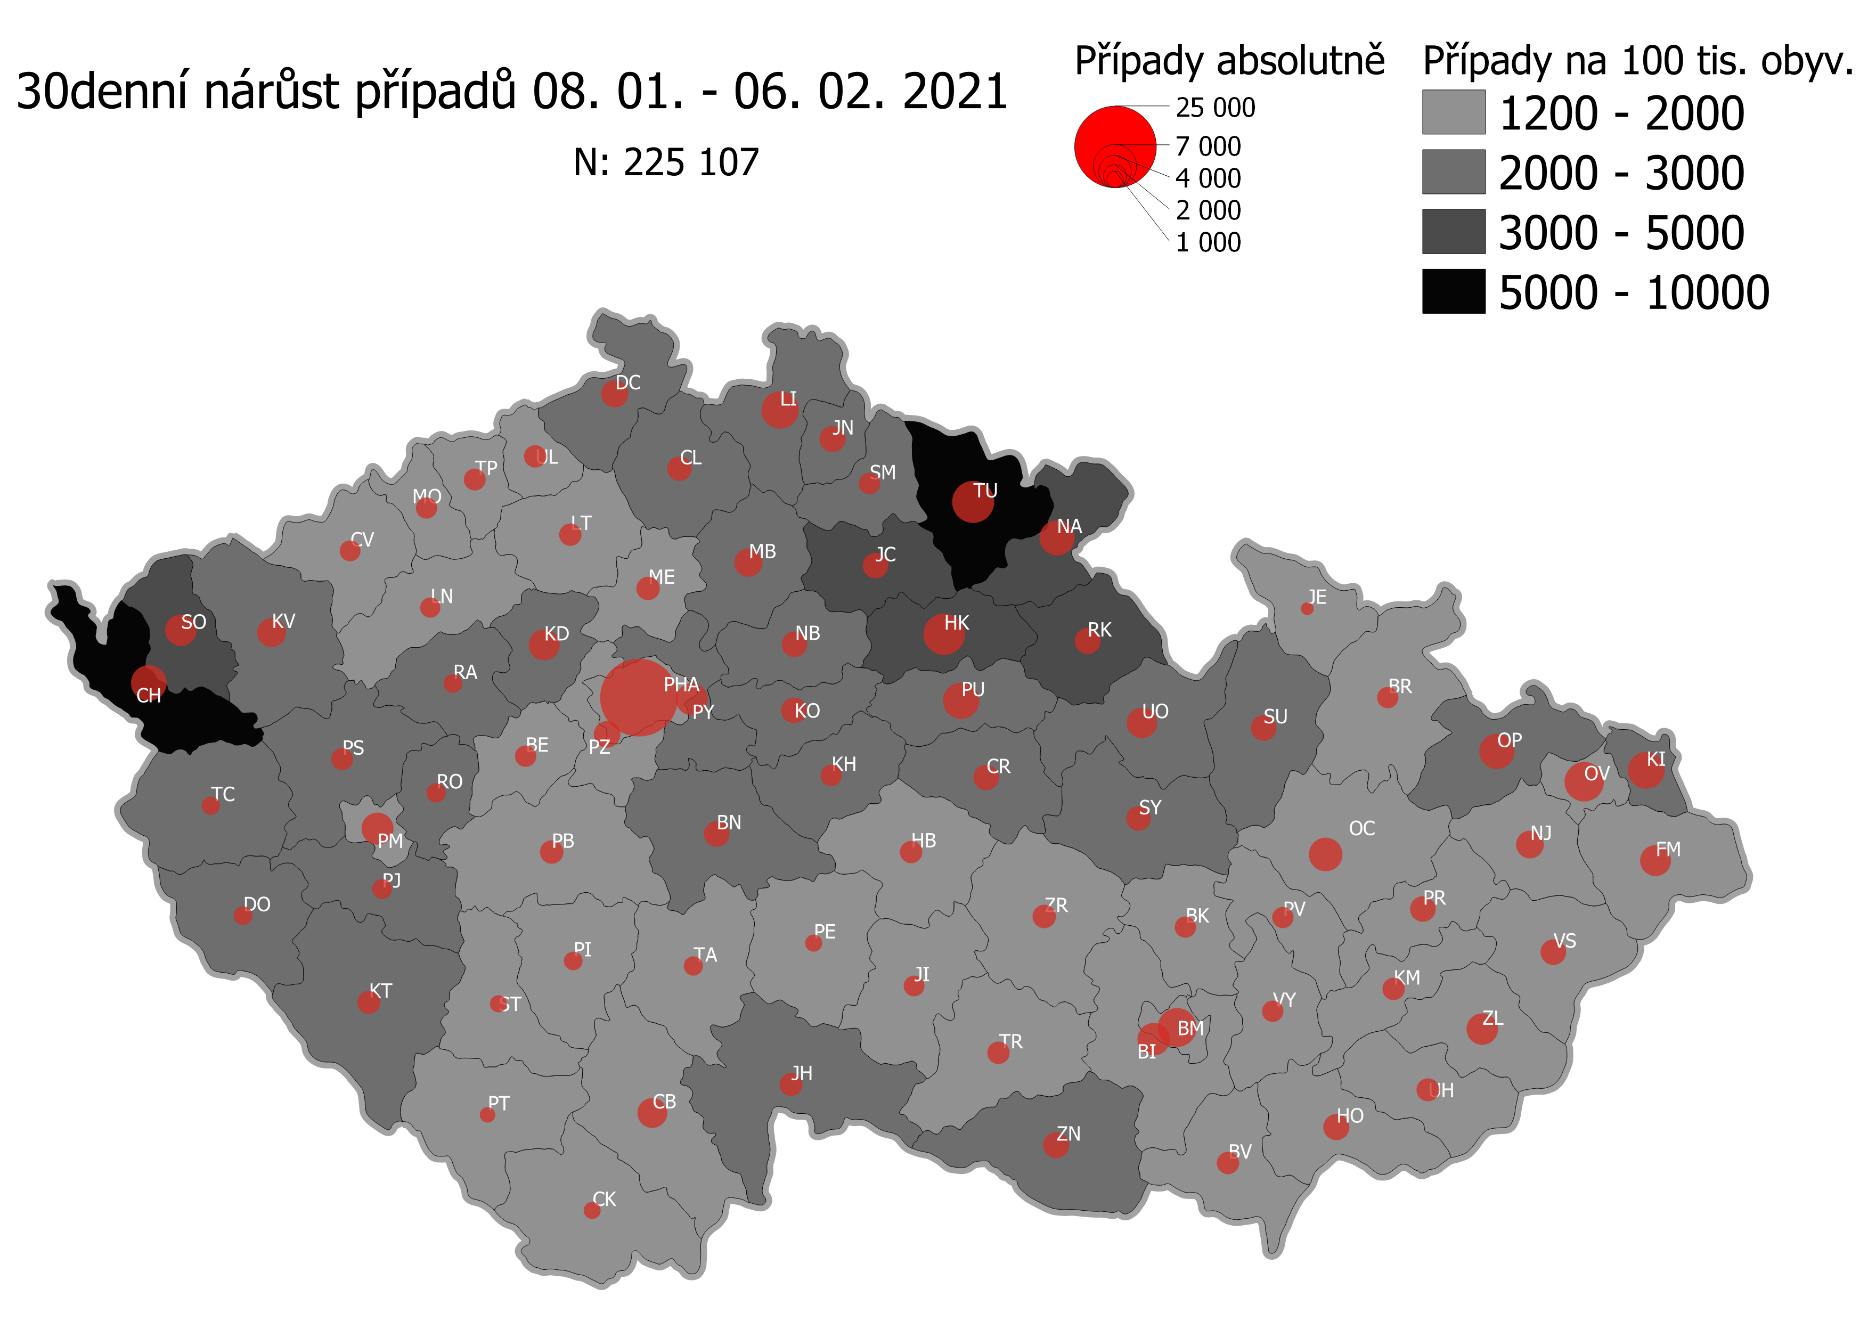 30denní nárůst případů 08. 01. - 06. 02. 2021
N: 225 107
Případy absolutně
25 000
7 000
4 000
2 000
1 000
Případy na 100 tis. obyv.
1200 - 2000
2000 - 3000
3000 - 5000
5000 - 10000
DC
LI
JN
CL
UL
TP
SM
MO
TU
LT
NA
CV
MB
JC
ME
LN
JE
SO
KV
KD
NB
HK
RK
RA
PHA
CH
PY
KO
PU
UO
SU
BR
PS
BE
PZ
KH
CR
OP
OV
KI
TC
RO
SY
PM
PB
BN
HB
OC
NJ
FM
PJ
DO
ZR
BK
PV
PR
PI
TA
PE
VS
KT
ST
JI
KM
VY
TR
BM
BI
ZL
JH
UH
PT
CB
HO
ZN
BV
CK